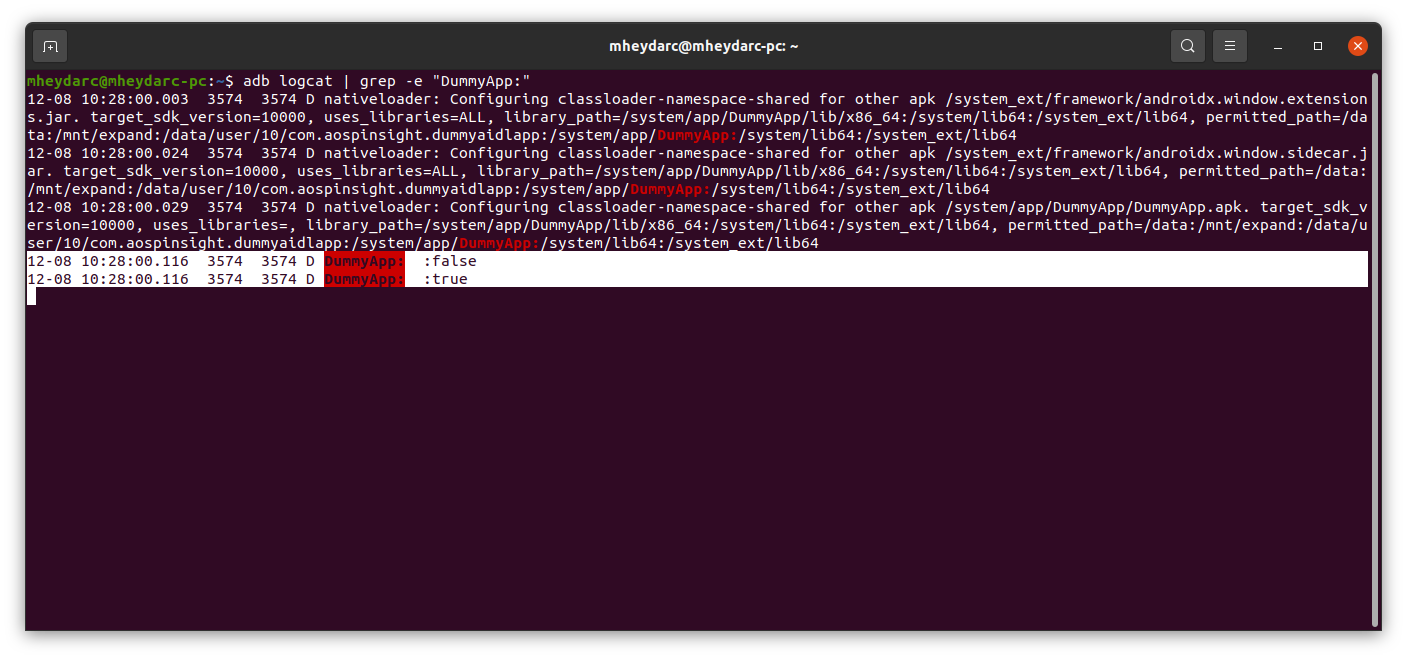 mheydarc@mheydarc-pc: ~
mheydarc@mheydarc-pc:~$ adb logcat | grep -e "DummyApp:"
12-08 10:28:00.003  3574  3574 D nativeloader: Configuring classloader-namespace-shared for other apk /system_ext/framework/androidx.window.extension
s.jar. target_sdk_version=10000, uses_libraries=ALL, library_path=/system/app/DummyApp/lib/x86_64:/system/lib64:/system_ext/lib64, permitted_path=/da
ta:/mnt/expand:/data/user/10/com.aospinsight.dummyaidlapp:/system/app/DummyApp:/system/lib64:/system_ext/lib64
12-08 10:28:00.024  3574  3574 D nativeloader: Configuring classloader-namespace-shared for other apk /system_ext/framework/androidx.window.sidecar.j
ar. target_sdk_version=10000, uses_libraries=ALL, library_path=/system/app/DummyApp/lib/x86_64:/system/lib64:/system_ext/lib64, permitted_path=/data:
/mnt/expand:/data/user/10/com.aospinsight.dummyaidlapp:/system/app/DummyApp:/system/lib64:/system_ext/lib64
12-08 10:28:00.029  3574  3574 D nativeloader: Configuring classloader-namespace-shared for other apk /system/app/DummyApp/DummyApp.apk. target_sdk_v
ersion=10000, uses_libraries=, library_path=/system/app/DummyApp/lib/x86_64:/system/lib64:/system_ext/lib64, permitted_path=/data:/mnt/expand:/data/u
ser/10/com.aospinsight.dummyaidlapp:/system/app/DummyApp:/system/lib64:/system_ext/lib64
12-08 10:28:00.116  3574  3574 D DummyApp:  :false
12-08 10:28:00.116  3574  3574 D DummyApp:  :true